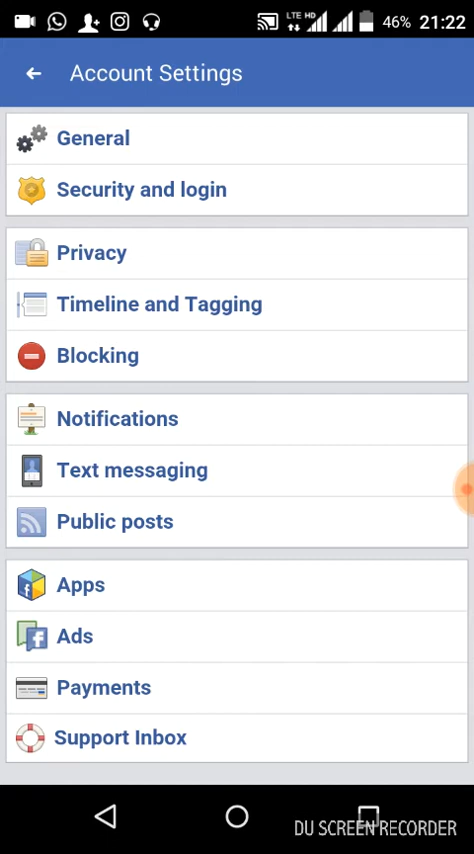 LTE HD 46% 21:22
Account Settings
General
Security and login
Privacy
Timeline and Tagging
Blocking
Notifications
Text messaging
Public posts
Apps
Ads
Payments
Support Inbox
DU SCREEN RECORDER